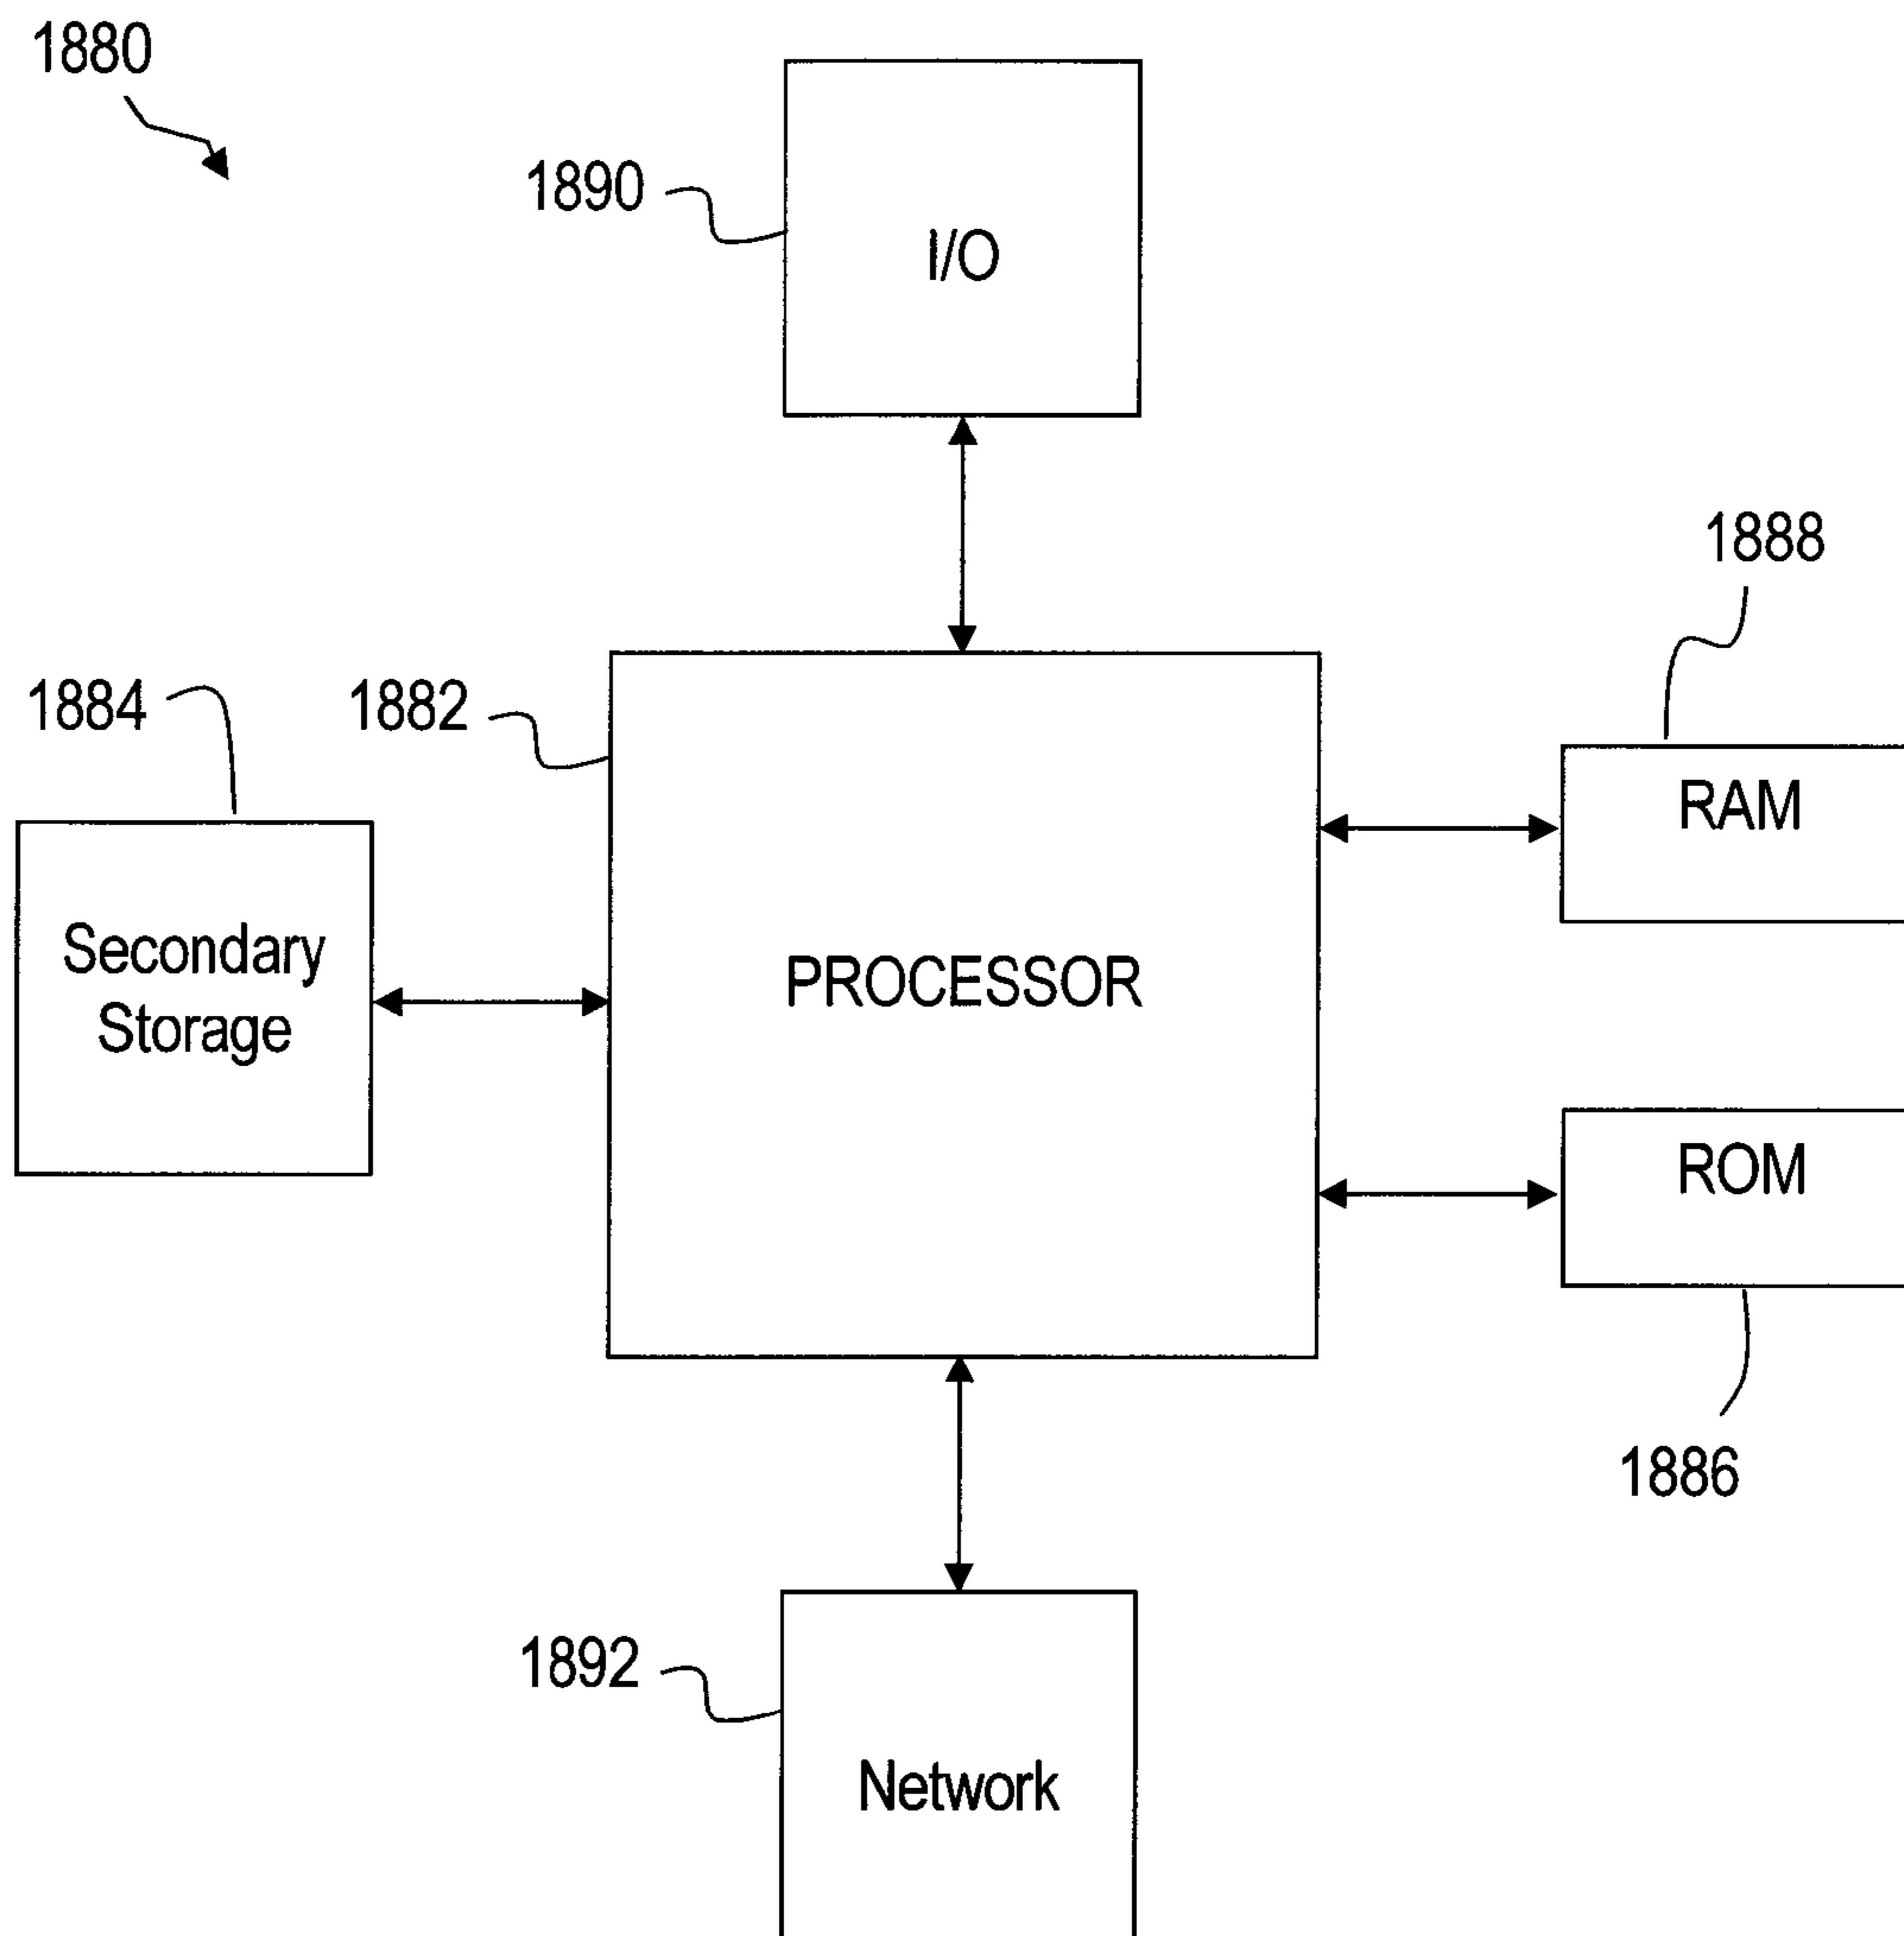 1880
1890
I/O
1888
1884
1882
RAM
Secondary
Storage
PROCESSOR
ROM
1886
1892
Network